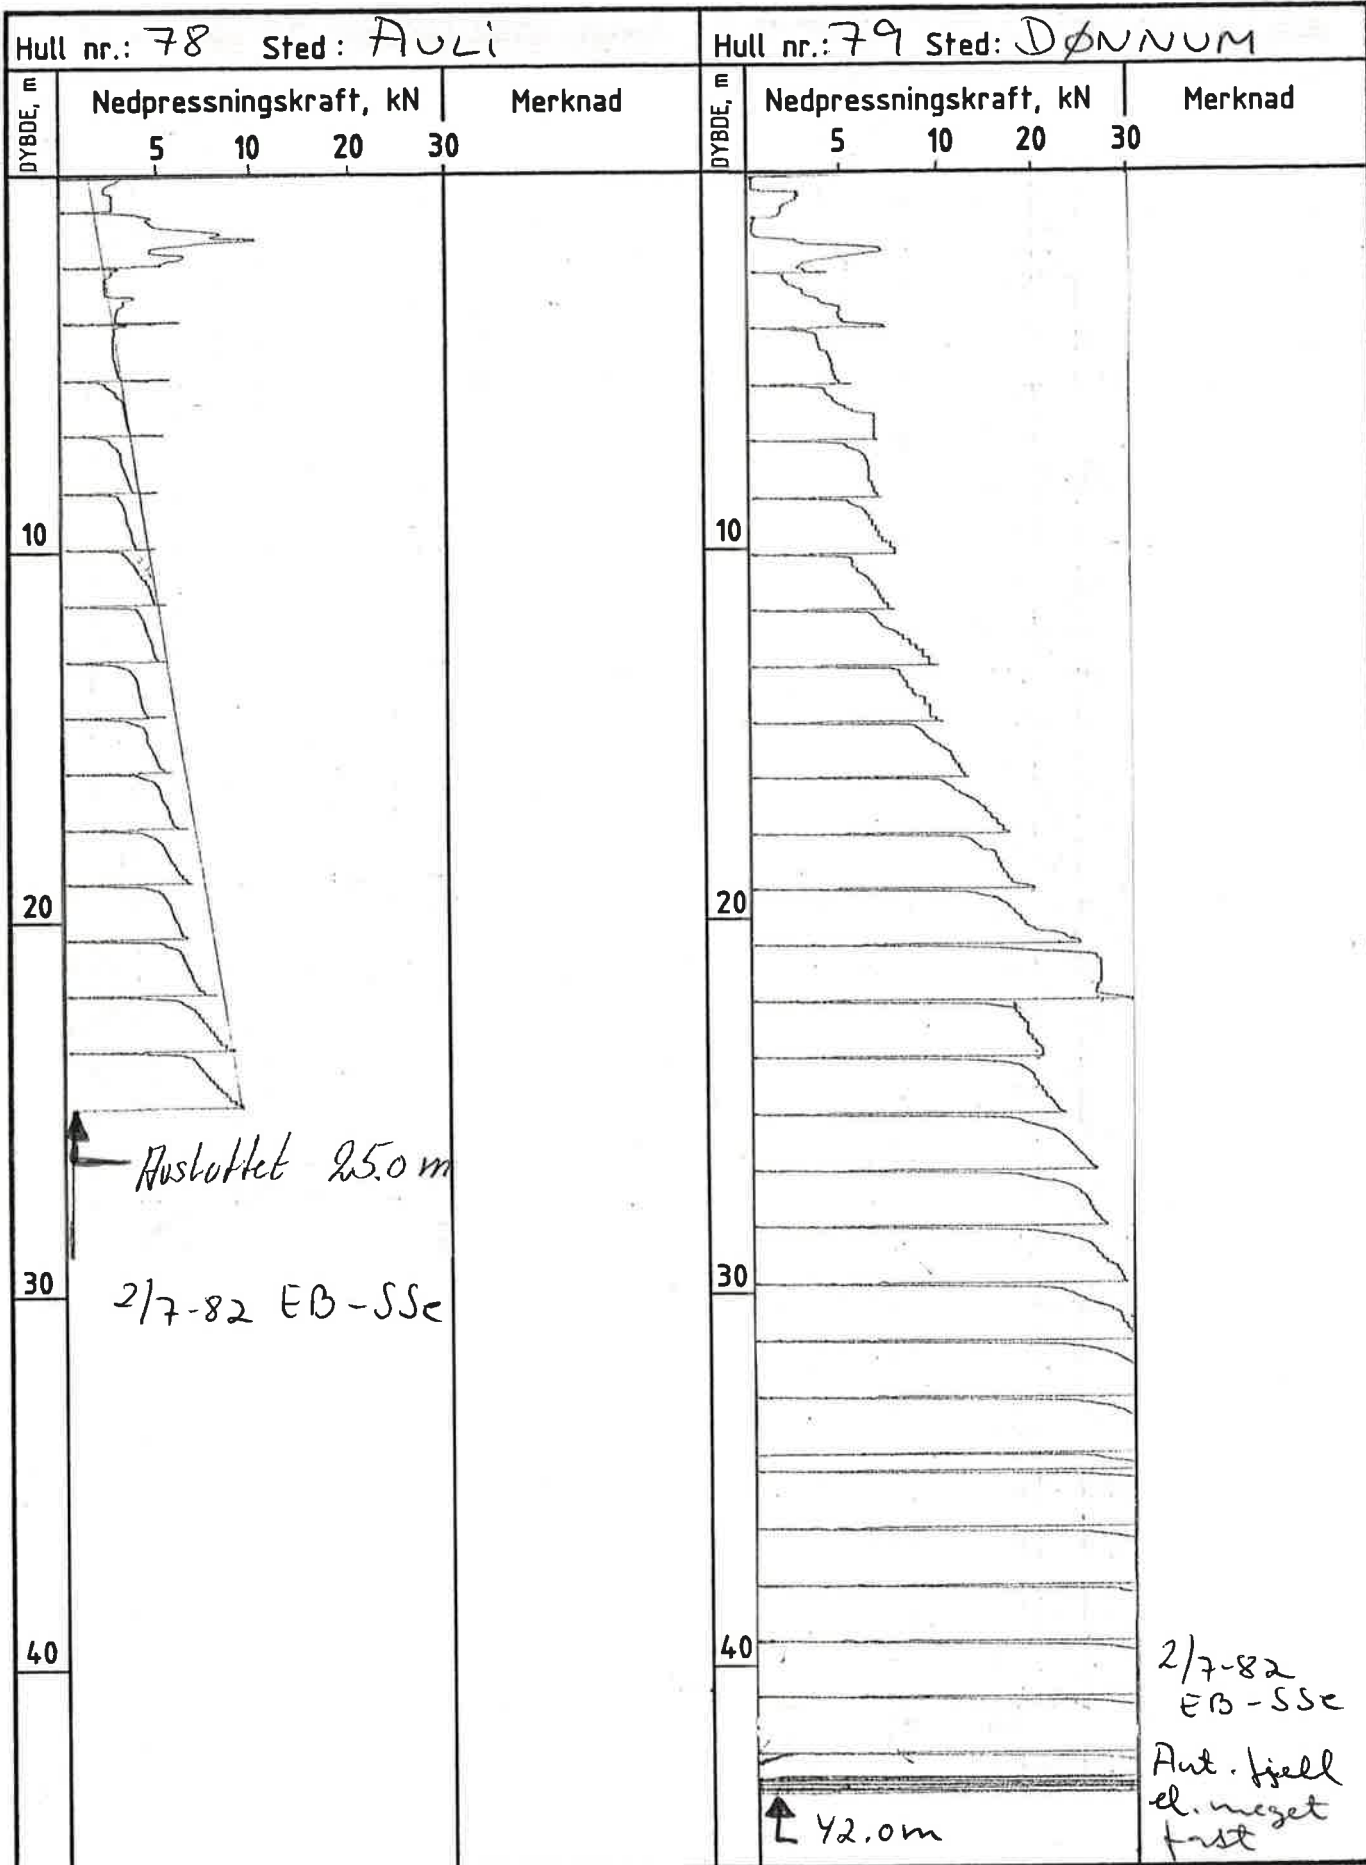 Hull nr.: 78 Sted: AULi
DYBDE, m
Nedpressningskraft, kN
Merknad
5 10 20 30
10
20
Avsluttet 25.0 m
30
2/7-82 EB-SSe
40
Hull nr.: 79 Sted: DØNNUM
DYBDE, m
Nedpressningskraft, kN
Merknad
5 10 20 30
10
20
30
40
2/7-82
EB-SSe
Ant. fjell
el. meget
fast
42.0m